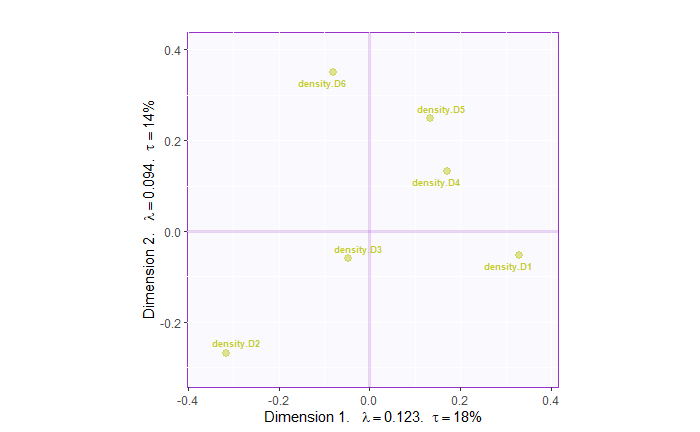 0.4
density.D6
density.D5
0.2
density.D4
0.0
density.D3
density.D1
-0.2
density.D2
-0.4
-0.2
0.0
0.2
0.4
Dimension 1. λ = 0.123. τ = 18%
Dimension 2. λ = 0.094. τ = 14%